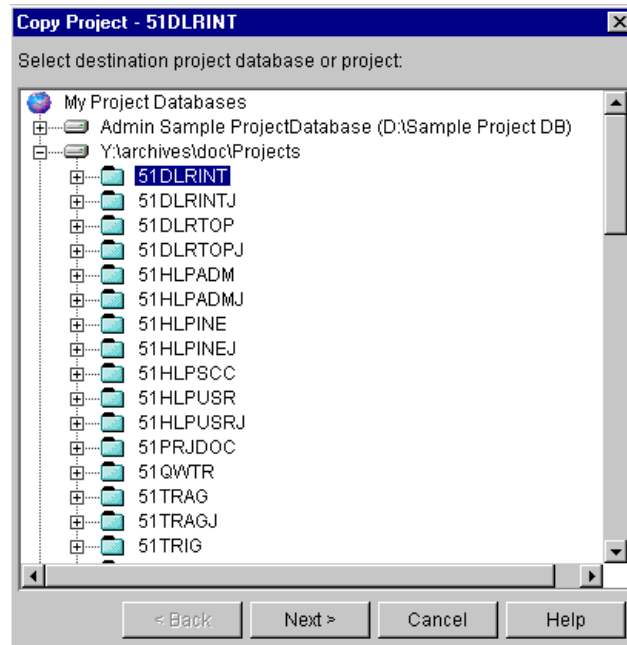 Copy Project - 51DLRINT
Select destination project database or project:
My Project Databases
Admin Sample ProjectDatabase (D:\Sample Project DB)
Y:\archives\doc\Projects
51DLRINT
51DLRINTJ
51DLRTOP
51DLRTOPJ
51HLPADM
51HLPADMJ
51HLPINE
51HLPINEJ
51HLPSCC
51HLPUSR
51HLPUSRJ
51PRJDOC
51QWTR
51TRAG
51TRAGJ
51TRIG
< Back Next > Cancel Help